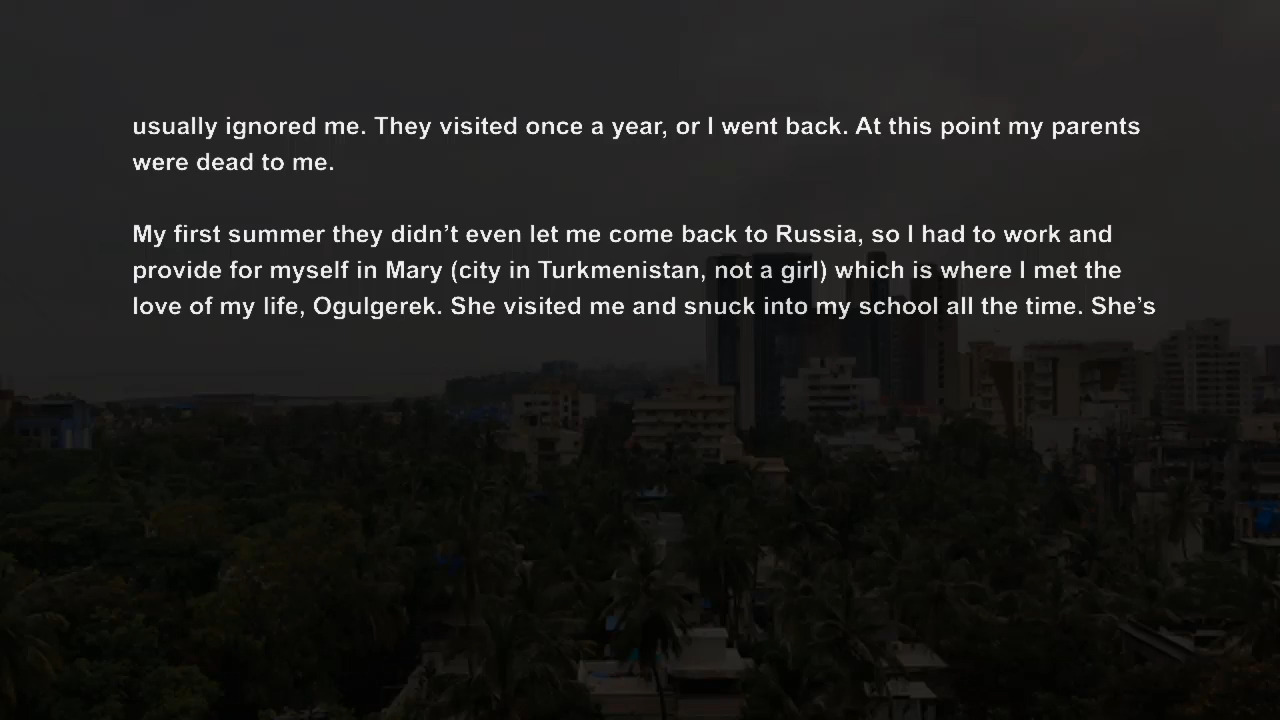 usually ignored me. They visited once a year, or I went back. At this point my parents
were dead to me.
My first summer they didn’t even let me come back to Russia, so I had to work and
provide for myself in Mary (city in Turkmenistan, not a girl) which is where I met the
love of my life, Ogulgerek. She visited me and snuck into my school all the time. She’s